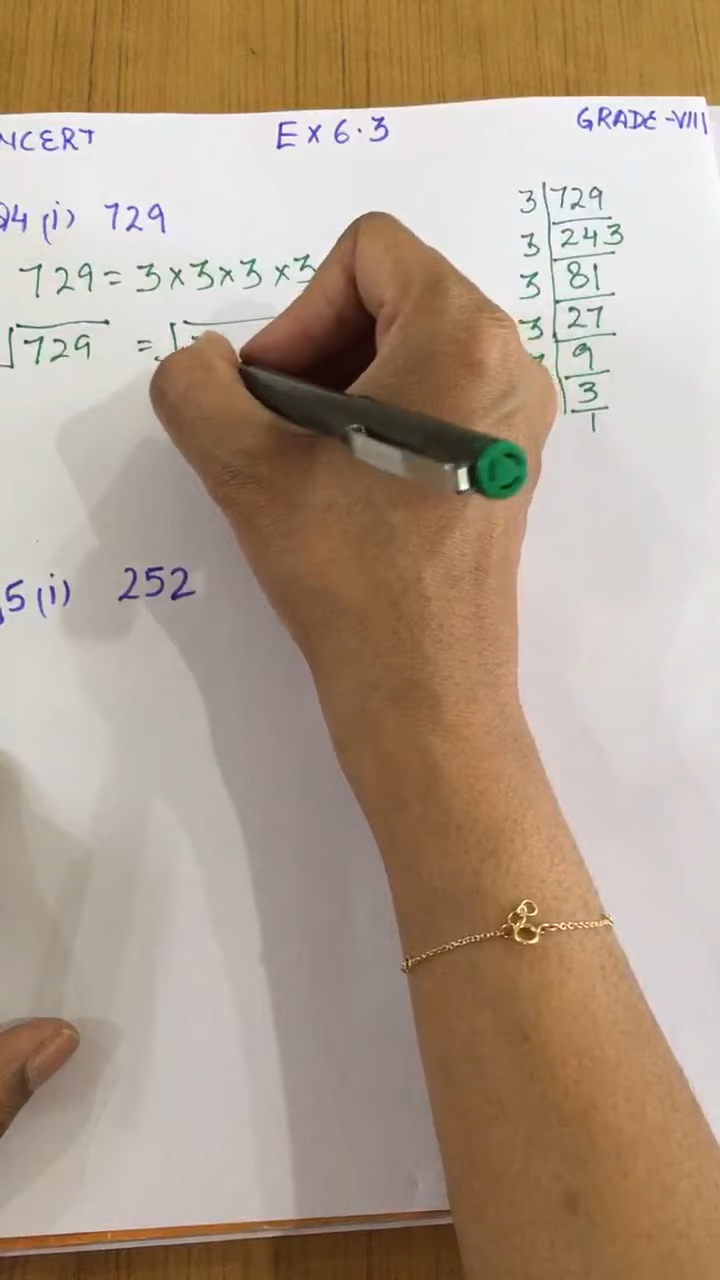 NCERT EX 6.3 GRADE-VIII
Q4 (i) 729
729 = 3×3×3×3
√729 = √
3 | 729
3 | 243
3 | 81
3 | 27
| 9
| 3
1
5 (i) 252